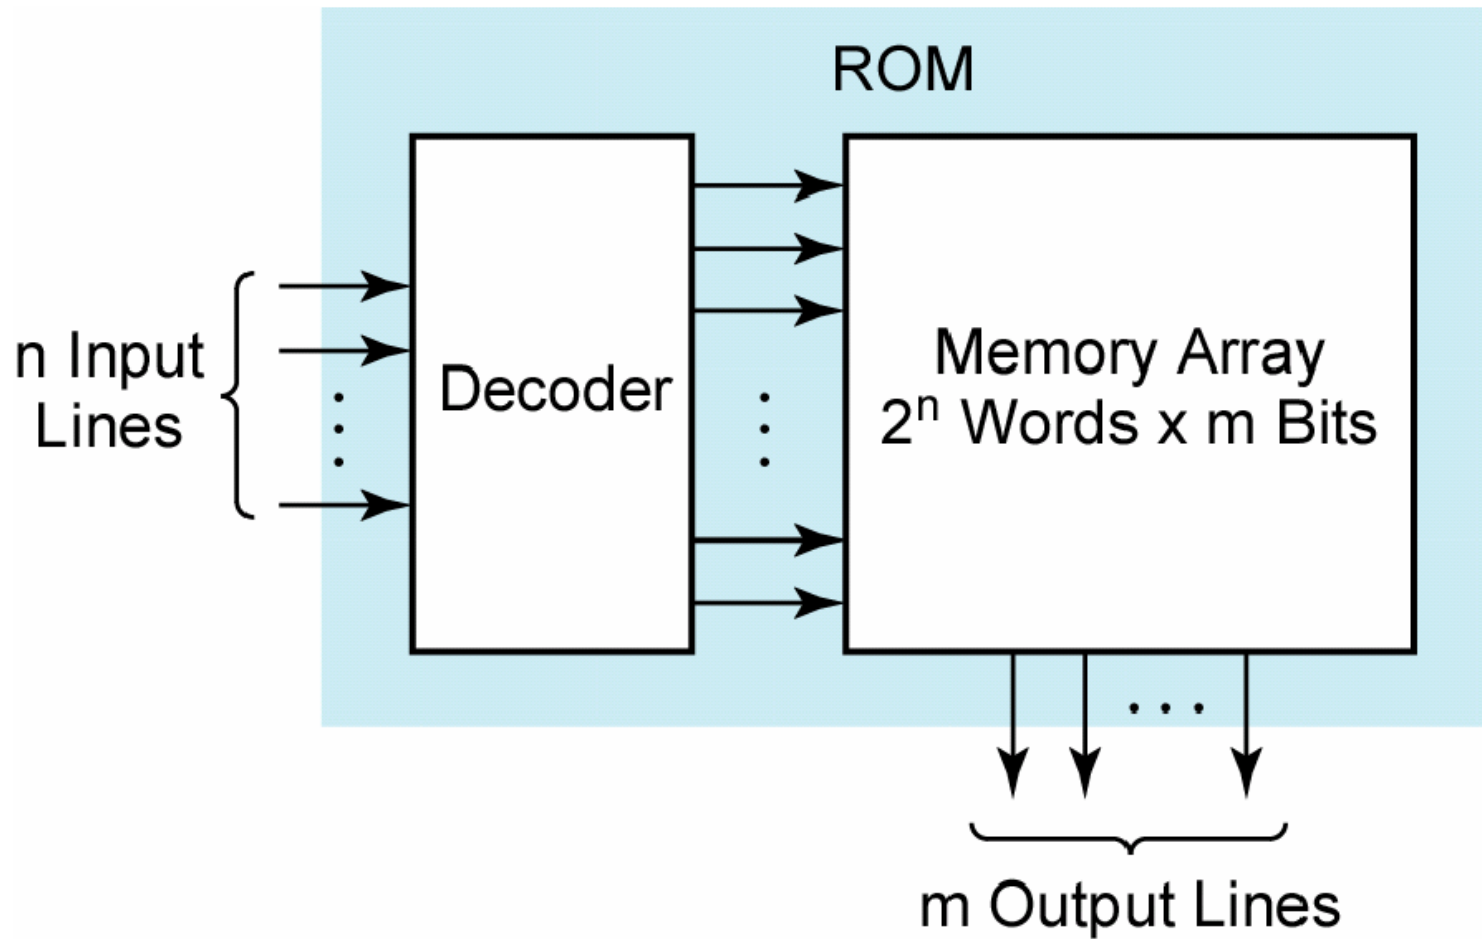 ROM
n Input
Lines
Decoder
Memory Array
2ⁿ Words x m Bits
m Output Lines